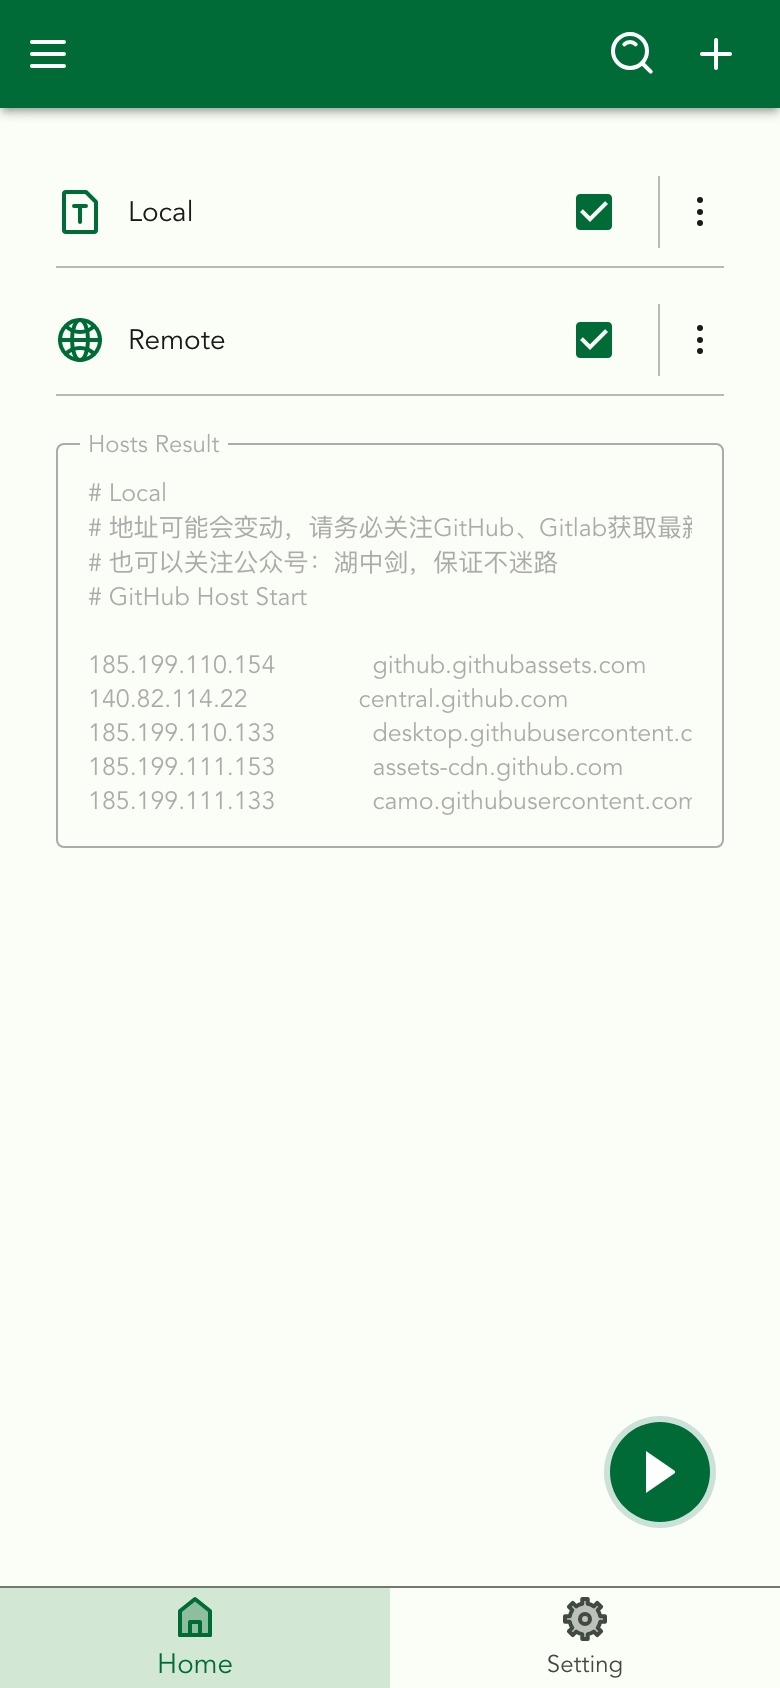 Local
Remote
Hosts Result
# Local
# 地址可能会变动，请务必关注GitHub、Gitlab获取最
# 也可以关注公众号：湖中剑，保证不迷路
# GitHub Host Start
185.199.110.154 github.githubassets.com
140.82.114.22 central.github.com
185.199.110.133 desktop.githubusercontent.c
185.199.111.153 assets-cdn.github.com
185.199.111.133 camo.githubusercontent.com
Home
Setting